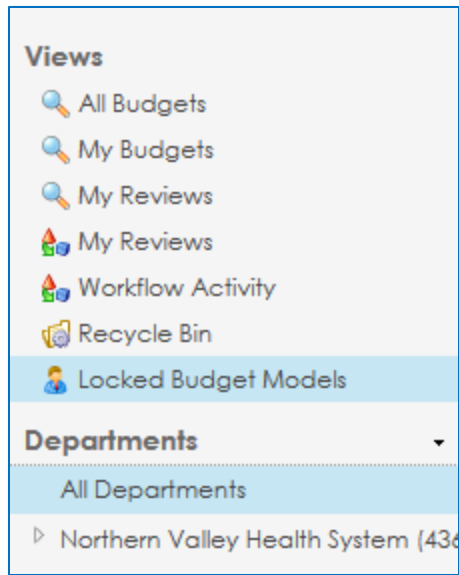 Views
All Budgets
My Budgets
My Reviews
My Reviews
Workflow Activity
Recycle Bin
Locked Budget Models
Departments
All Departments
Northern Valley Health System (436